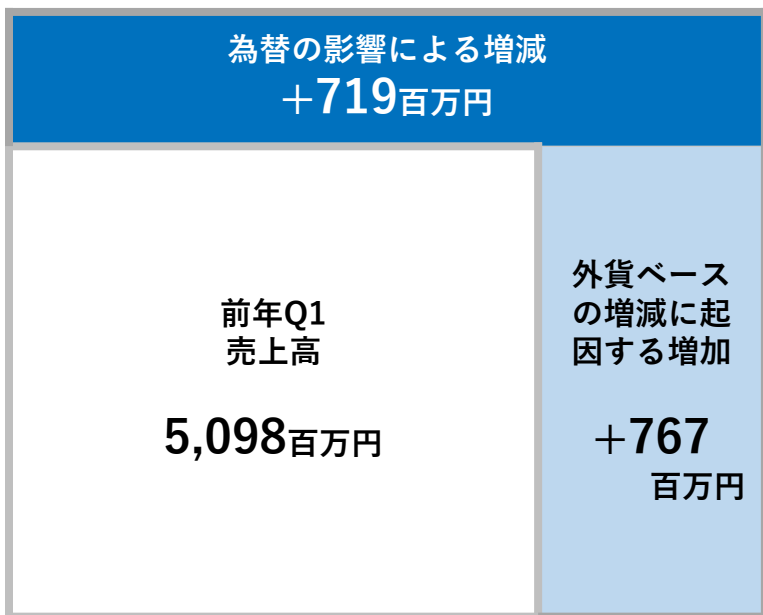 為替の影響による増減
＋719百万円
前年Q1
売上高
5,098百万円
外貨ベース
の増減に起
因する増加
＋767
百万円